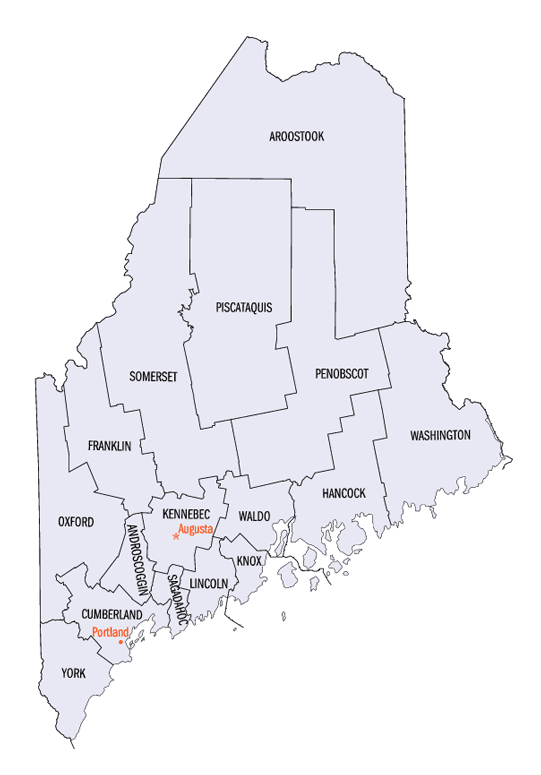 AROOSTOOK
PISCATAQUIS
SOMERSET
PENOBSCOT
WASHINGTON
FRANKLIN
HANCOCK
KENNEBEC
WALDO
OXFORD
Augusta
ANDROSCOGGIN
KNOX
LINCOLN
SAGADAHOC
CUMBERLAND
Portland
YORK